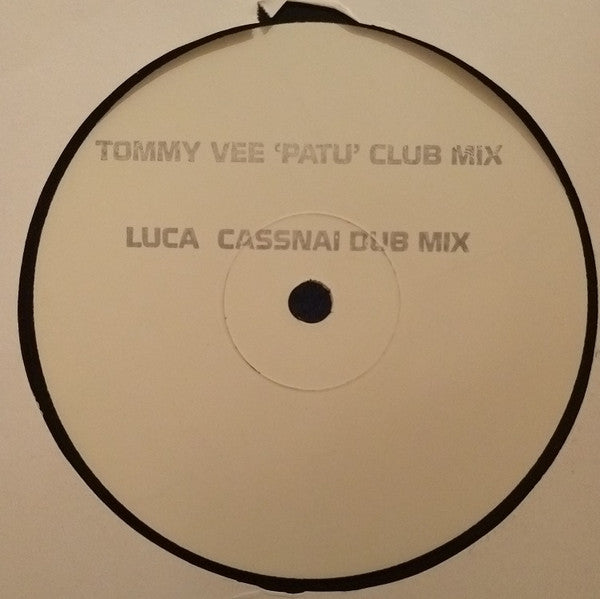 TOMMY VEE ‘PATU’ CLUB MIX
LUCA CASSNAI DUB MIX